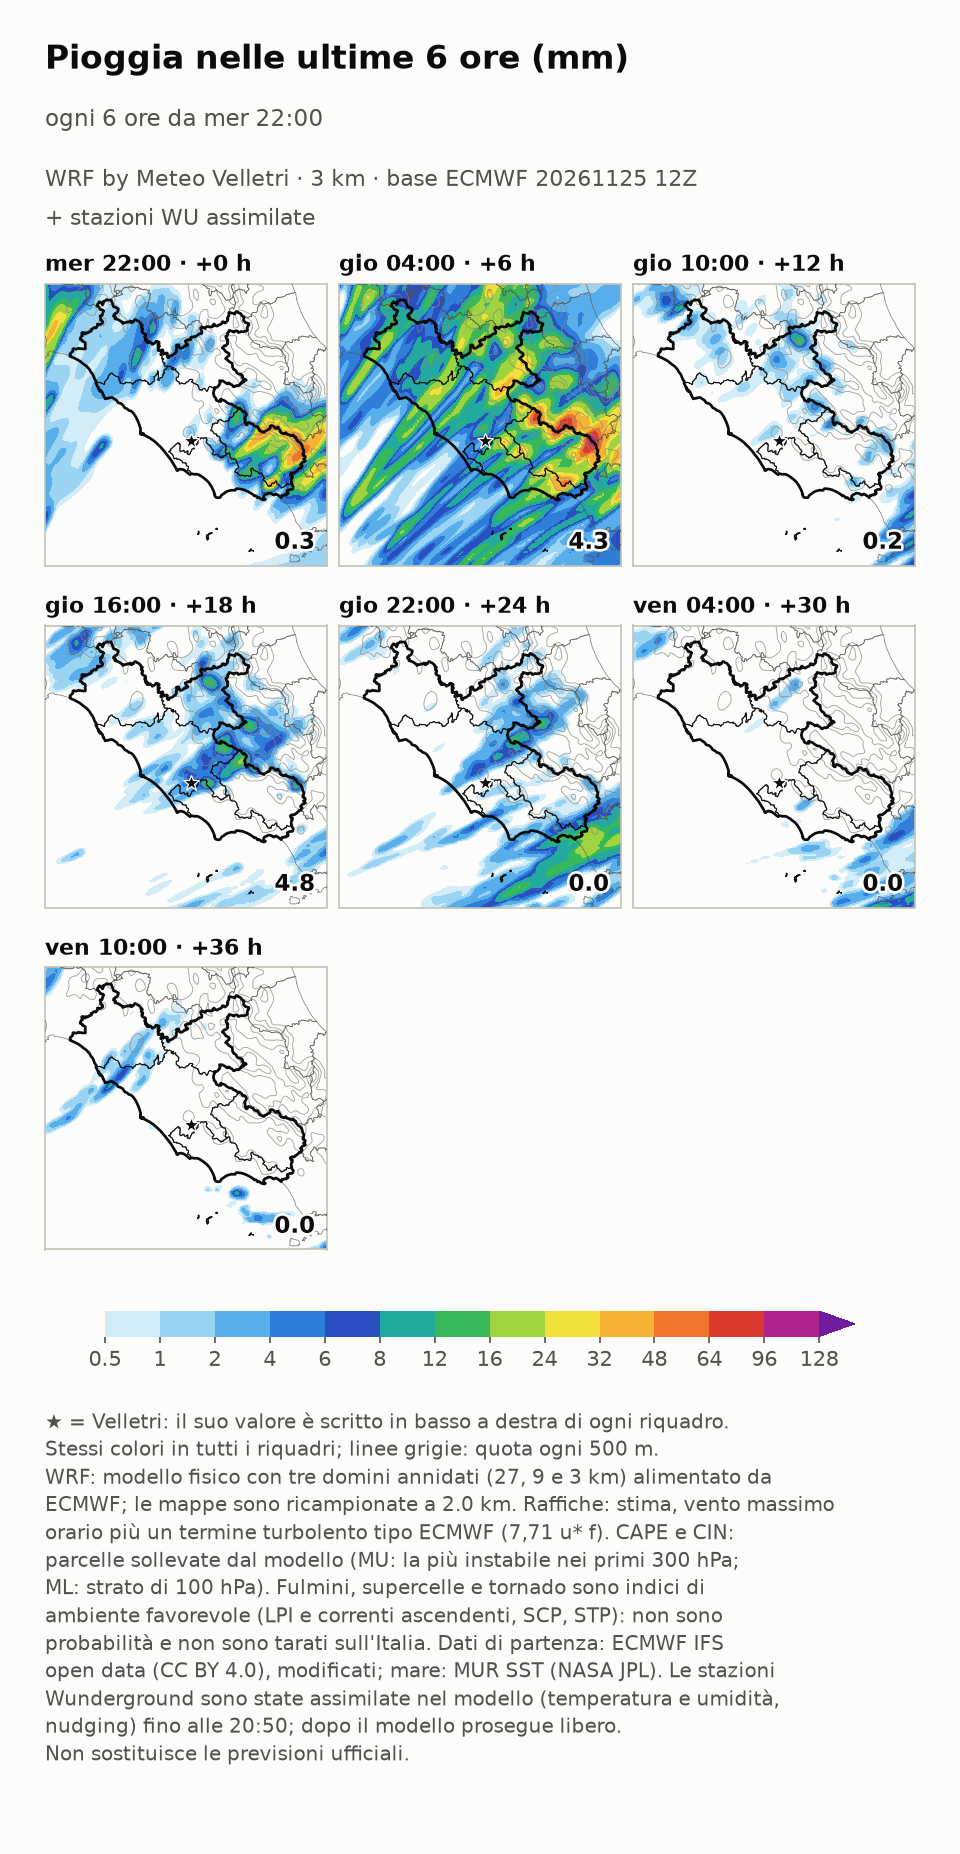 Pioggia nelle ultime 6 ore (mm)
ogni 6 ore da mer 22:00
WRF by Meteo Velletri · 3 km · base ECMWF 20261125 12Z
+ stazioni WU assimilate
mer 22:00 · +0 h
gio 04:00 · +6 h
gio 10:00 · +12 h
0.3
4.3
0.2
gio 16:00 · +18 h
gio 22:00 · +24 h
ven 04:00 · +30 h
4.8
0.0
0.0
ven 10:00 · +36 h
0.0
0.5 1 2 4 6 8 12 16 24 32 48 64 96 128
★ = Velletri: il suo valore è scritto in basso a destra di ogni riquadro.
Stessi colori in tutti i riquadri; linee grigie: quota ogni 500 m.
WRF: modello fisico con tre domini annidati (27, 9 e 3 km) alimentato da
ECMWF; le mappe sono ricampionate a 2.0 km. Raffiche: stima, vento massimo
orario più un termine turbolento tipo ECMWF (7,71 u* f). CAPE e CIN:
parcelle sollevate dal modello (MU: la più instabile nei primi 300 hPa;
ML: strato di 100 hPa). Fulmini, supercelle e tornado sono indici di
ambiente favorevole (LPI e correnti ascendenti, SCP, STP): non sono
probabilità e non sono tarati sull'Italia. Dati di partenza: ECMWF IFS
open data (CC BY 4.0), modificati; mare: MUR SST (NASA JPL). Le stazioni
Wunderground sono state assimilate nel modello (temperatura e umidità,
nudging) fino alle 20:50; dopo il modello prosegue libero.
Non sostituisce le previsioni ufficiali.